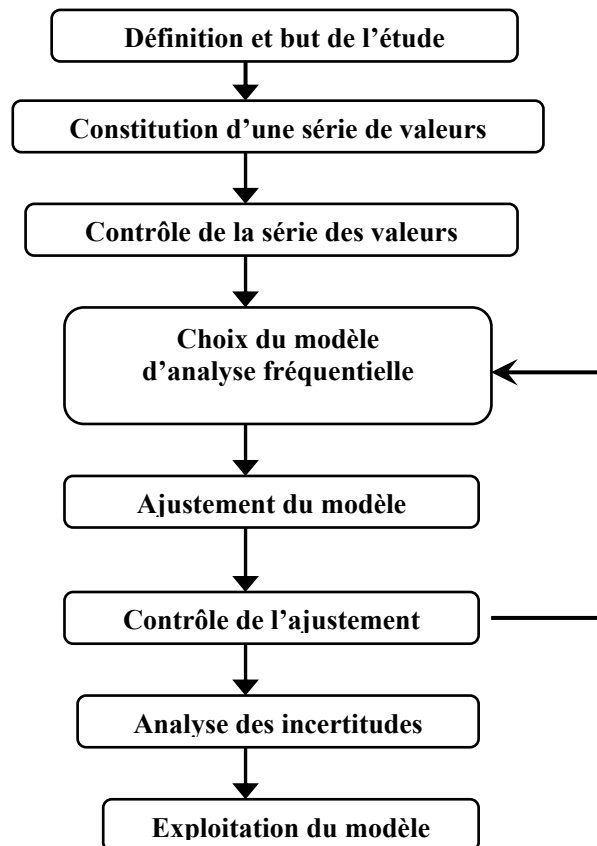 Définition et but de l’étude
Constitution d’une série de valeurs
Contrôle de la série des valeurs
Choix du modèle
d’analyse fréquentielle
Ajustement du modèle
Contrôle de l’ajustement
Analyse des incertitudes
Exploitation du modèle